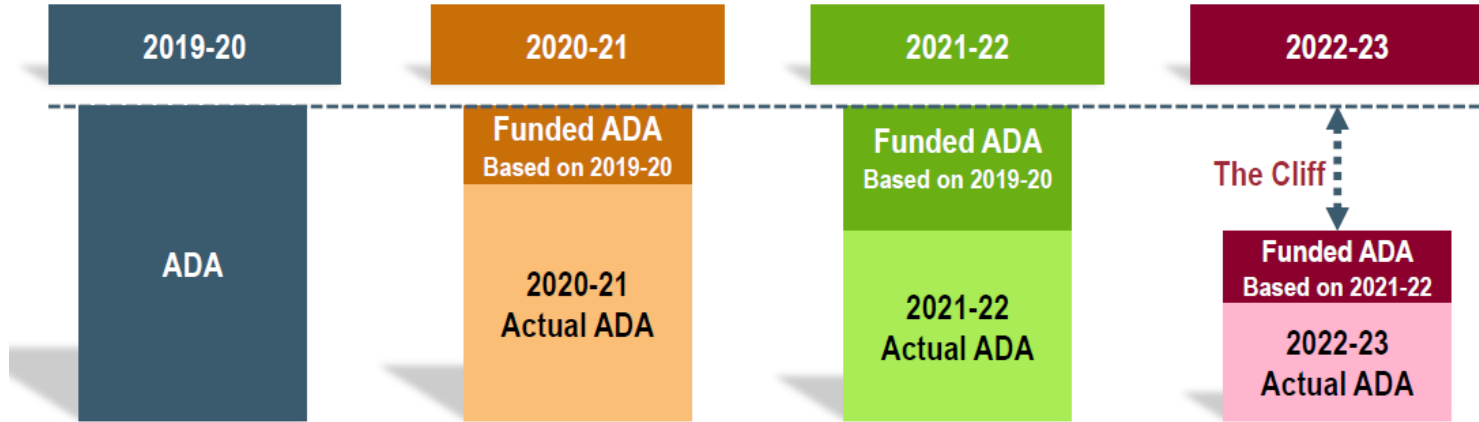 2019-20
2020-21
2021-22
2022-23
ADA
Funded ADA
Based on 2019-20
2020-21
Actual ADA
Funded ADA
Based on 2019-20
2021-22
Actual ADA
The Cliff
Funded ADA
Based on 2021-22
2022-23
Actual ADA